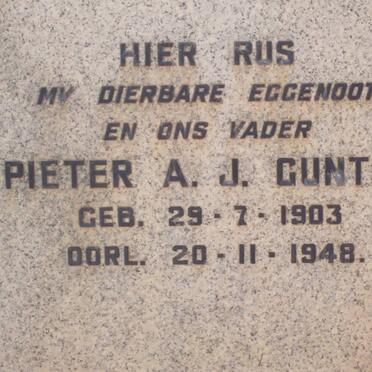 HIER RUS
MY DIERBARE EGGENOOT
EN ONS VADER
PIETER A. J. GUNT
GEB. 29-7-1903
OORL. 20-11-1948.